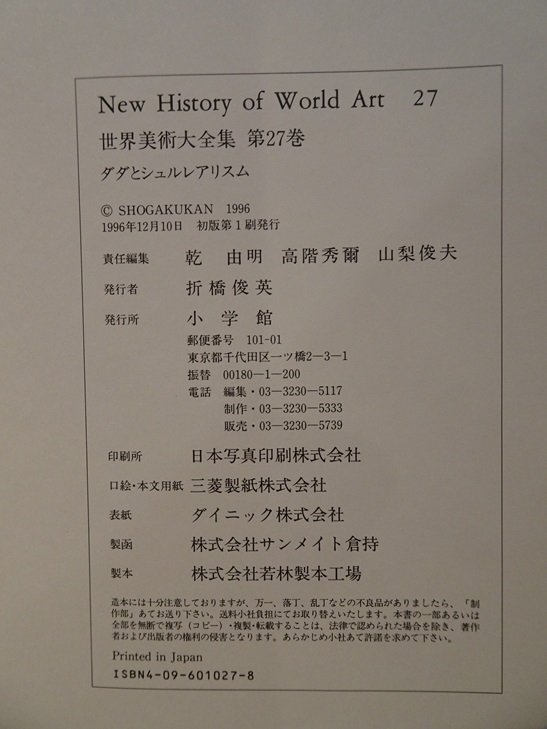 New History of World Art 27
世界美術大全集 第27巻
ダダとシュルレアリスム
© SHOGAKUKAN 1996
1996年12月10日 初版第1刷発行
責任編集 乾 由明 高階秀爾 山梨俊夫
発行者 折橋俊英
発行所 小学館
郵便番号 101-01
東京都千代田区一ツ橋2―3―1
振替 00180―1―200
電話 編集・03―3230―5117
制作・03―3230―5333
販売・03―3230―5739
印刷所 日本写真印刷株式会社
口絵・本文用紙 三菱製紙株式会社
表紙 ダイニック株式会社
製函 株式会社サンメイト倉持
製本 株式会社若林製本工場
造本には十分注意しておりますが、万一、落丁、乱丁などの不良品がありましたら、「制
作部」あてお送り下さい。送料小社負担にてお取り替えいたします。本書の一部あるいは
全部を無断で複写（コピー）・複製・転載することは、法律で認められた場合を除き、著作
者および出版者の権利の侵害となります。あらかじめ小社あて許諾を求めて下さい。
Printed in Japan
ISBN4-09-601027-8